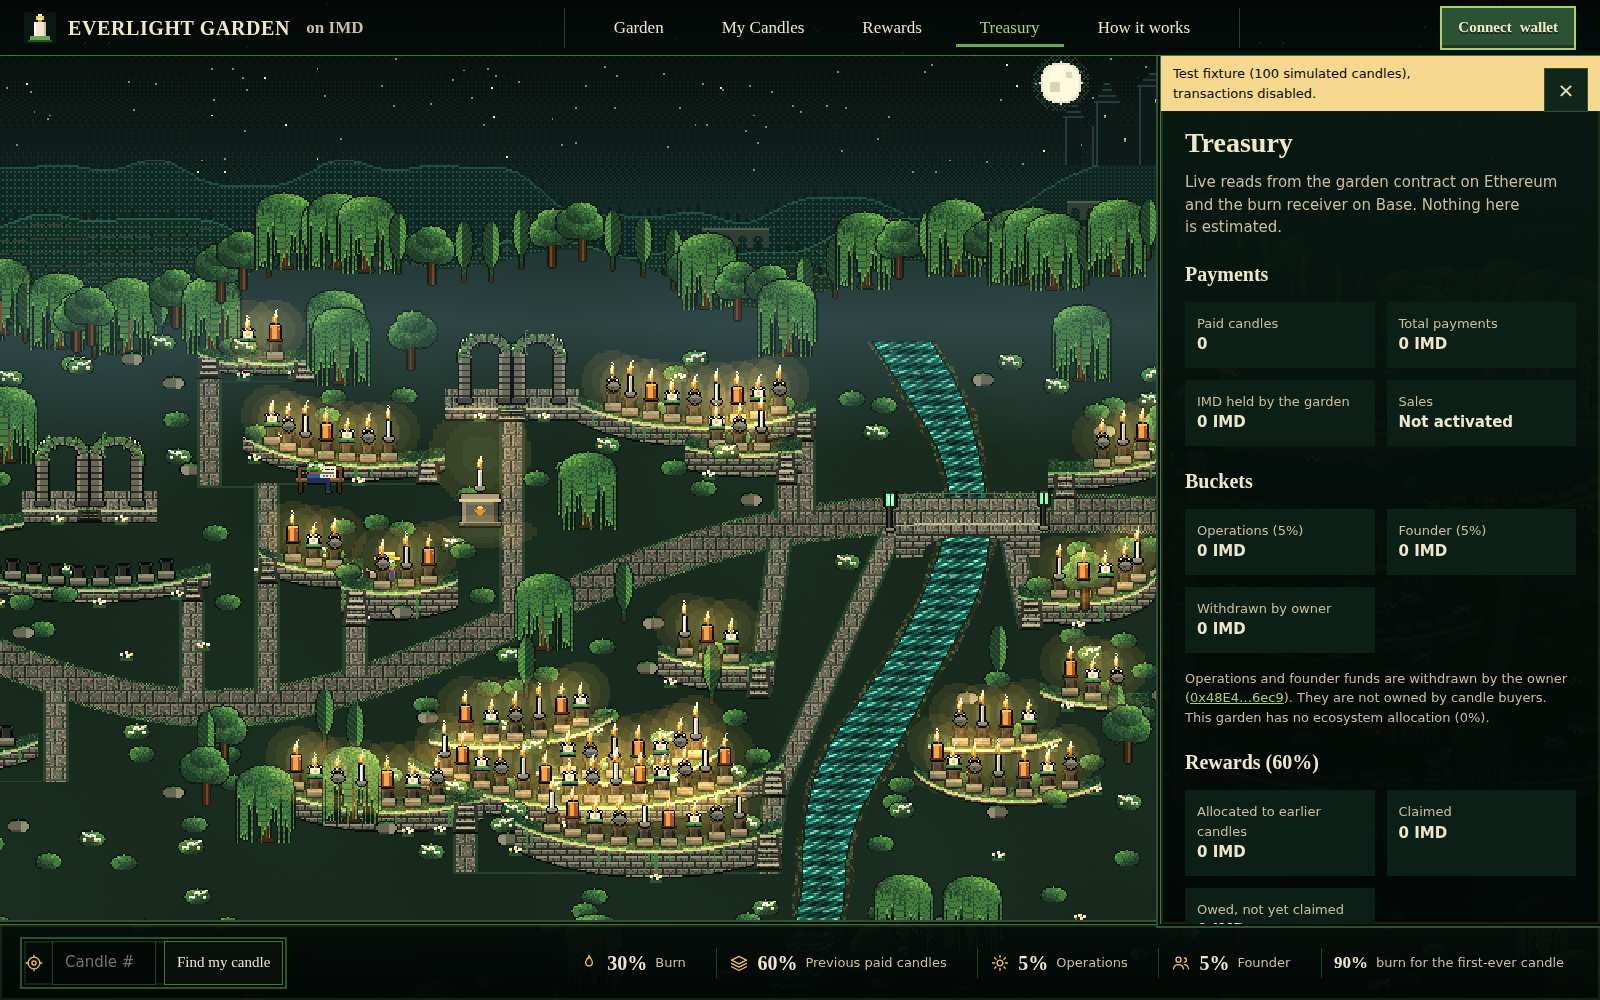 EVERLIGHT GARDEN on IMD
Garden
My Candles
Rewards
Treasury
How it works
Connect wallet
Test fixture (100 simulated candles),
transactions disabled.
Treasury
Live reads from the garden contract on Ethereum
and the burn receiver on Base. Nothing here
is estimated.
Payments
Paid candles
0
Total payments
0 IMD
IMD held by the garden
0 IMD
Sales
Not activated
Buckets
Operations (5%)
0 IMD
Founder (5%)
0 IMD
Withdrawn by owner
0 IMD
Operations and founder funds are withdrawn by the owner
(0x48E4…6ec9). They are not owned by candle buyers.
This garden has no ecosystem allocation (0%).
Rewards (60%)
Allocated to earlier
candles
0 IMD
Claimed
0 IMD
Owed, not yet claimed
Candle #
Find my candle
30% Burn
60% Previous paid candles
5% Operations
5% Founder
90% burn for the first-ever candle